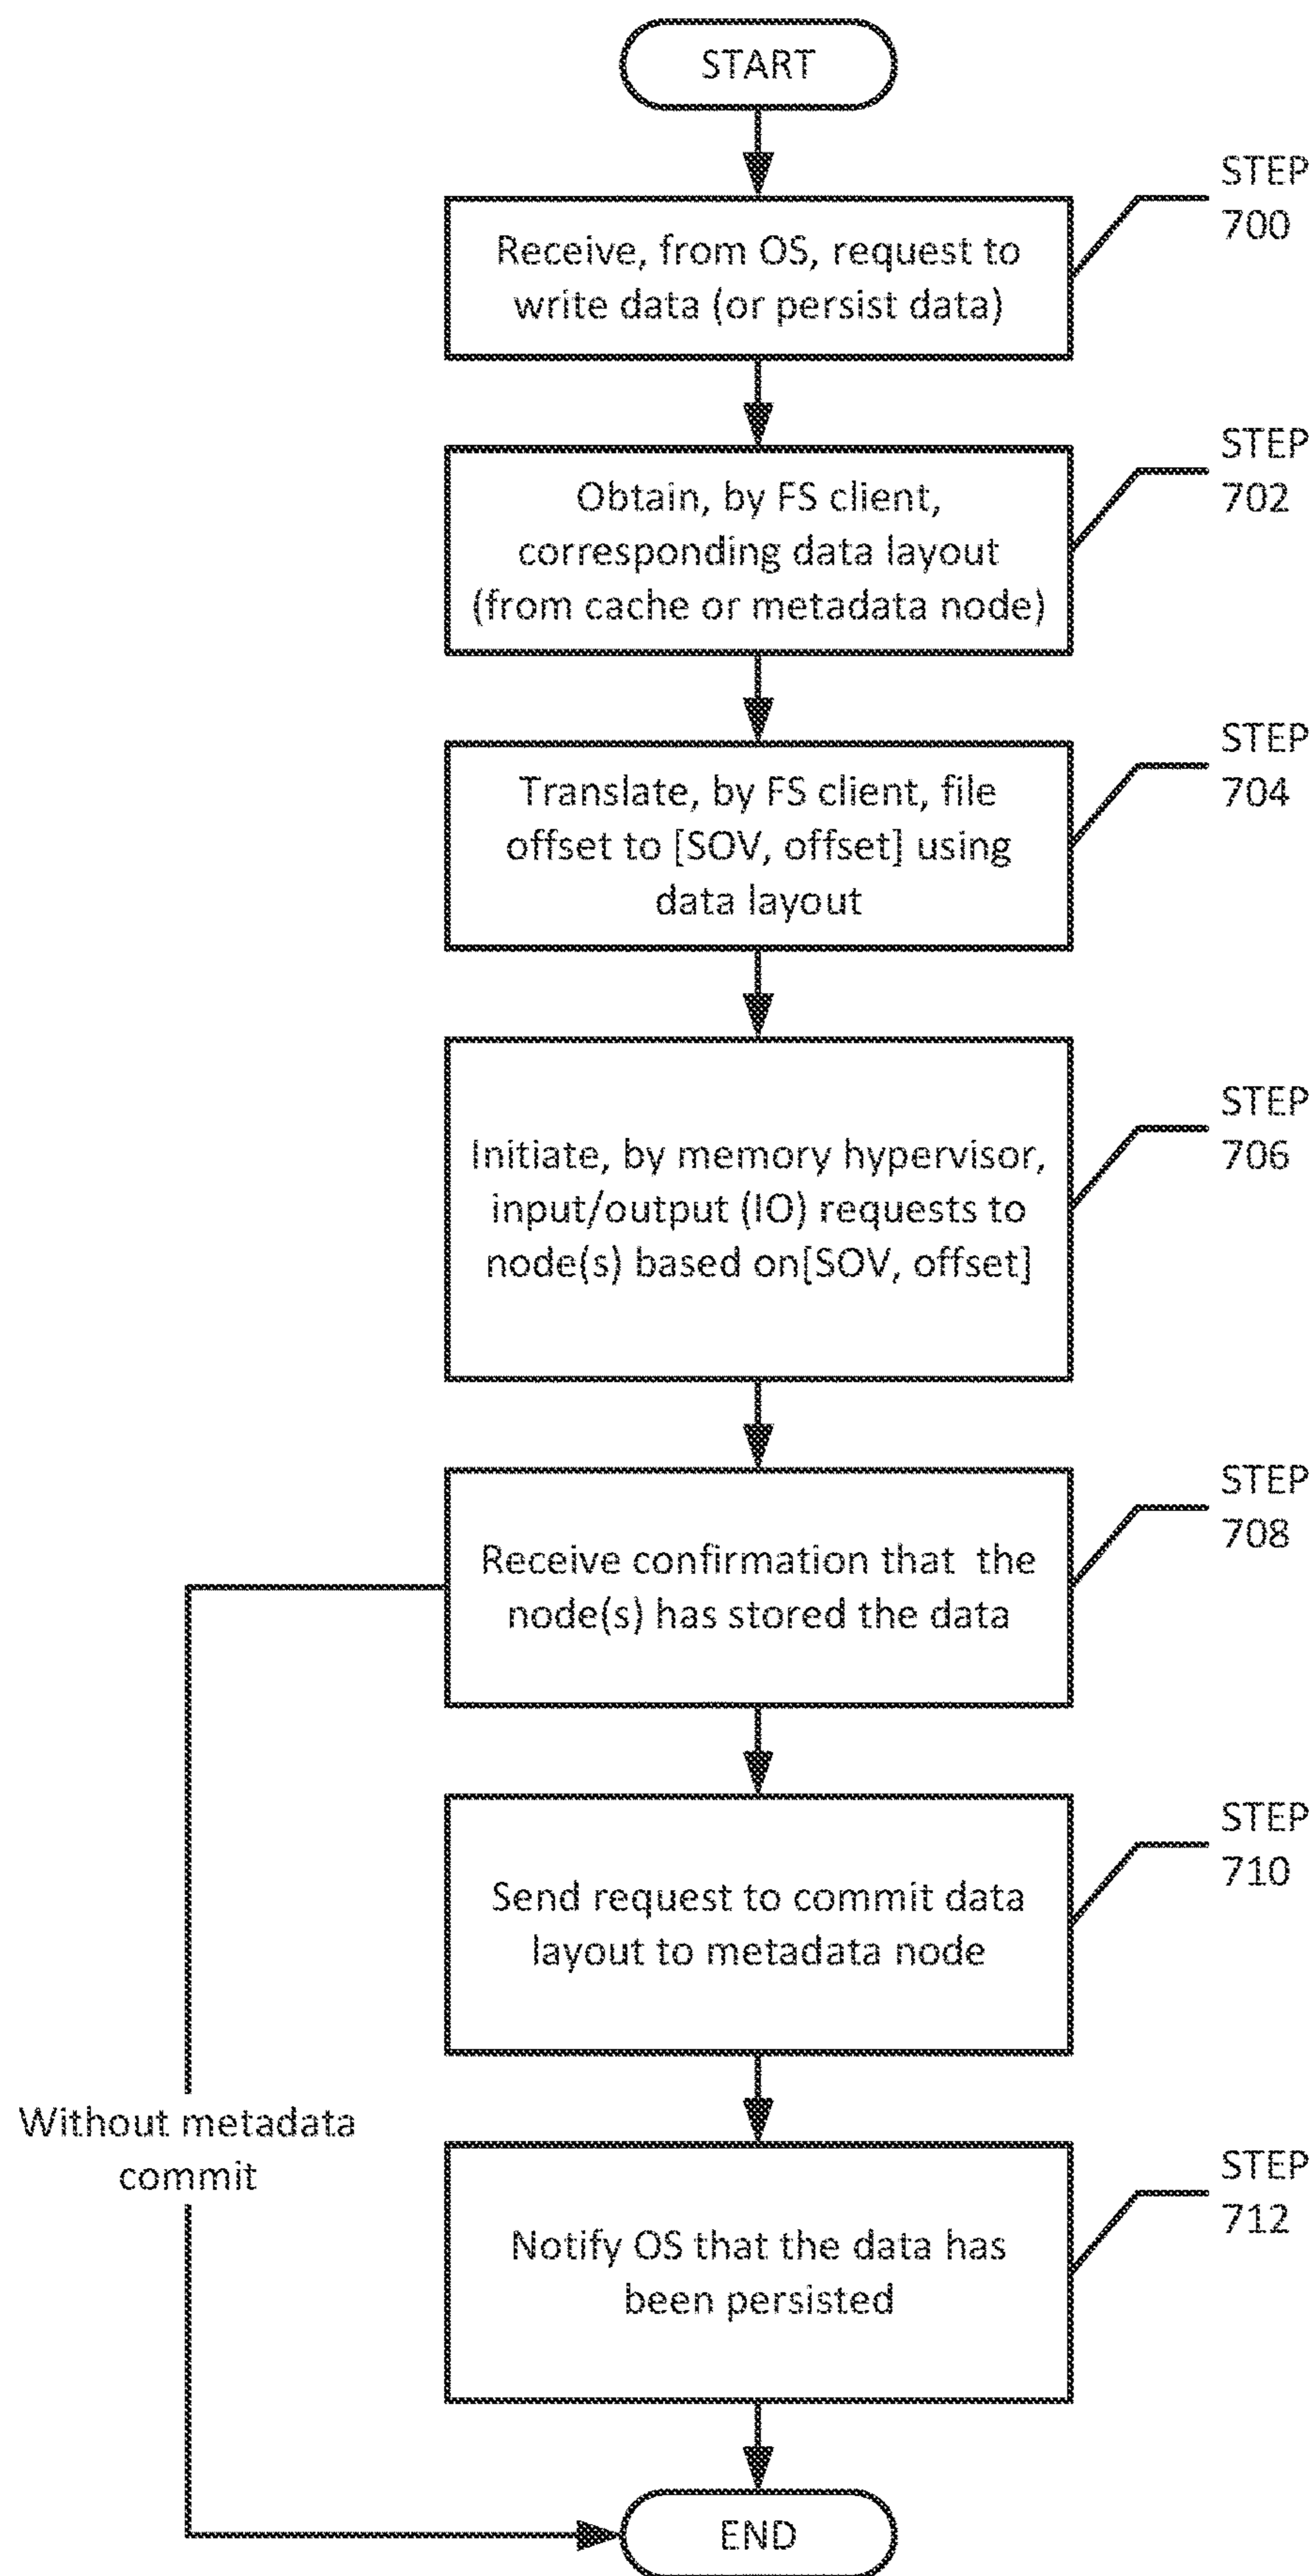 START
STEP
700
Receive, from OS, request to
write data (or persist data)
STEP
702
Obtain, by FS client,
corresponding data layout
(from cache or metadata node)
STEP
704
Translate, by FS client, file
offset to [SOV, offset] using
data layout
STEP
706
Initiate, by memory hypervisor,
input/output (IO) requests to
node(s) based on[SOV, offset]
STEP
708
Receive confirmation that  the
node(s) has stored the data
STEP
710
Send request to commit data
layout to metadata node
Without metadata
commit
STEP
712
Notify OS that the data has
been persisted
END